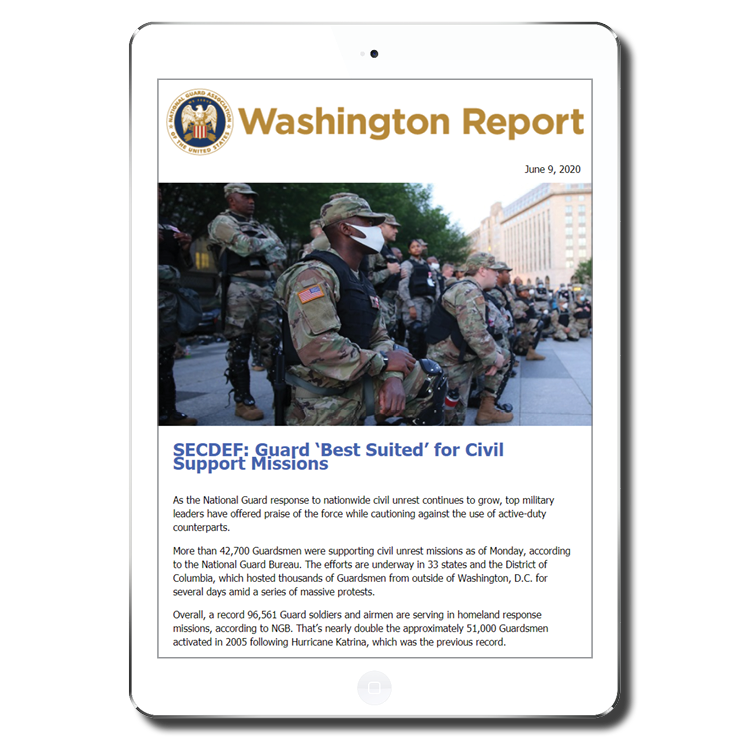 NATIONAL GUARD ASSOCIATION
OF THE UNITED STATES
Washington Report
June 9, 2020
SECDEF: Guard ‘Best Suited’ for Civil
Support Missions
As the National Guard response to nationwide civil unrest continues to grow, top military
leaders have offered praise of the force while cautioning against the use of active-duty
counterparts.
More than 42,700 Guardsmen were supporting civil unrest missions as of Monday, according
to the National Guard Bureau. The efforts are underway in 33 states and the District of
Columbia, which hosted thousands of Guardsmen from outside of Washington, D.C. for
several days amid a series of massive protests.
Overall, a record 96,561 Guard soldiers and airmen are serving in homeland response
missions, according to NGB. That’s nearly double the approximately 51,000 Guardsmen
activated in 2005 following Hurricane Katrina, which was the previous record.